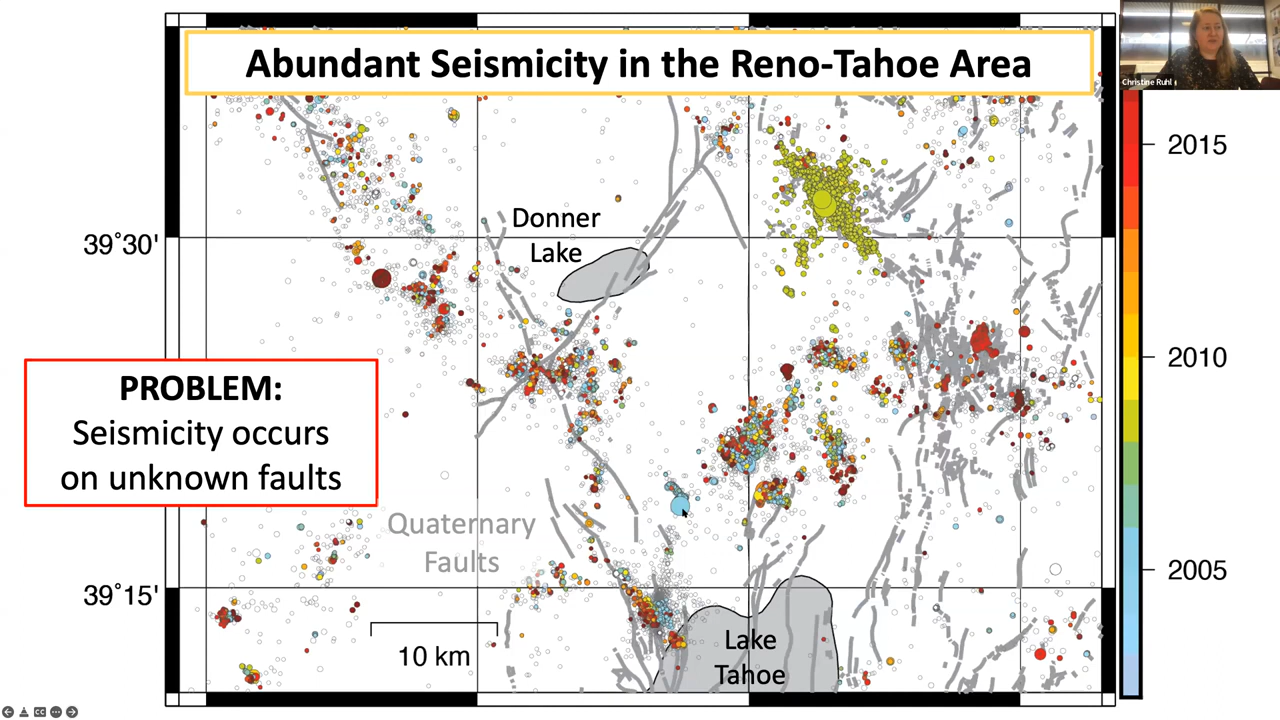 Abundant Seismicity in the Reno-Tahoe Area
Christine Ruhl
2015
Donner
Lake
39°30'
PROBLEM:
Seismicity occurs
on unknown faults
2010
Quaternary
Faults
2005
39°15'
10 km
Lake
Tahoe
CC